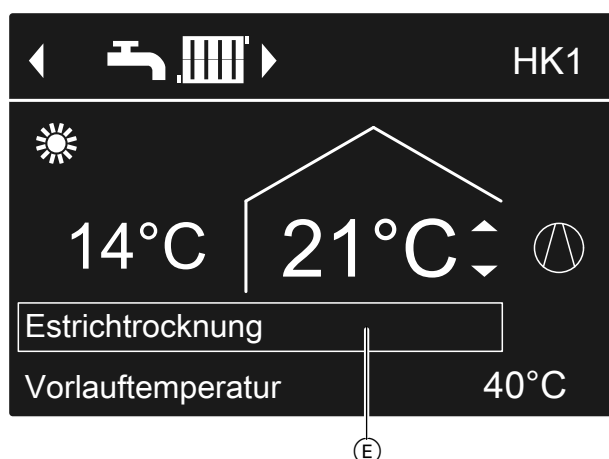 HK1
14°C 21°C
Estrichtrocknung
Vorlauftemperatur 40°C
E